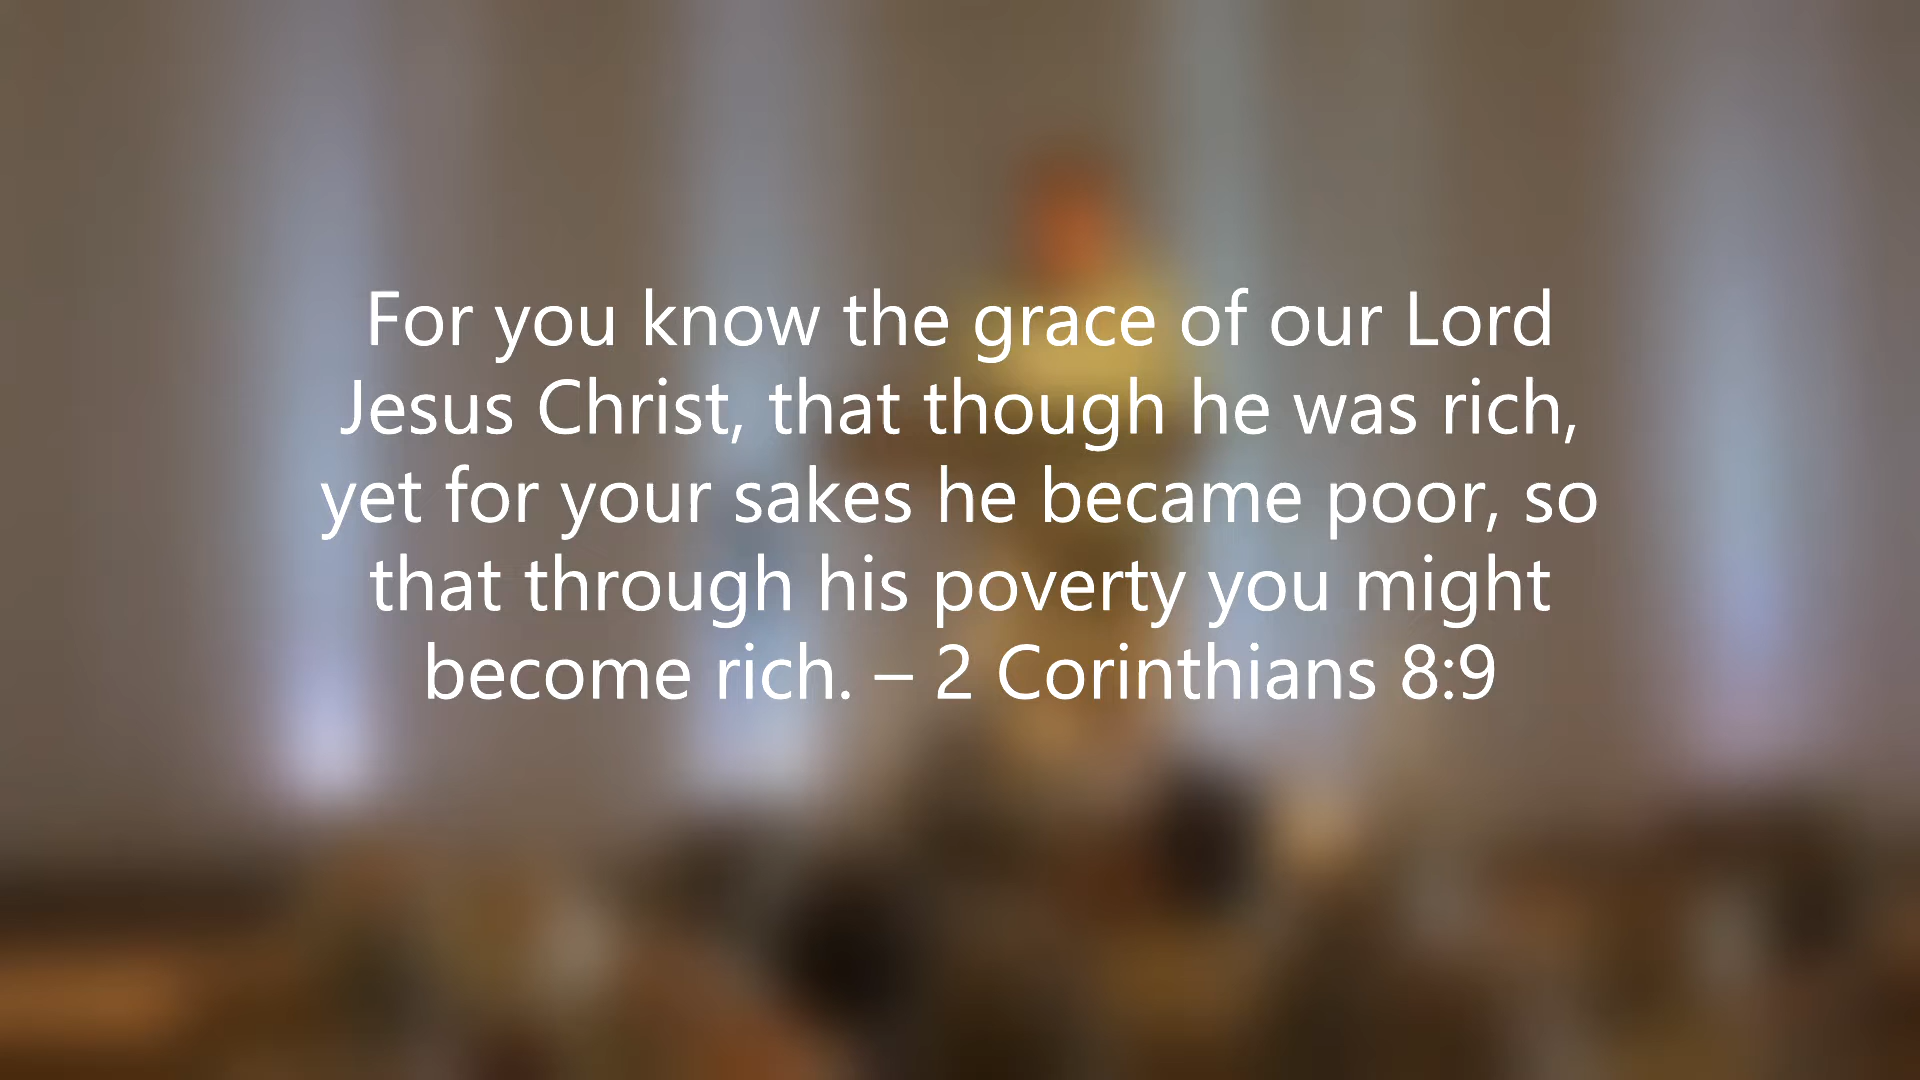 For you know the grace of our Lord
Jesus Christ, that though he was rich,
yet for your sakes he became poor, so
that through his poverty you might
become rich. – 2 Corinthians 8:9